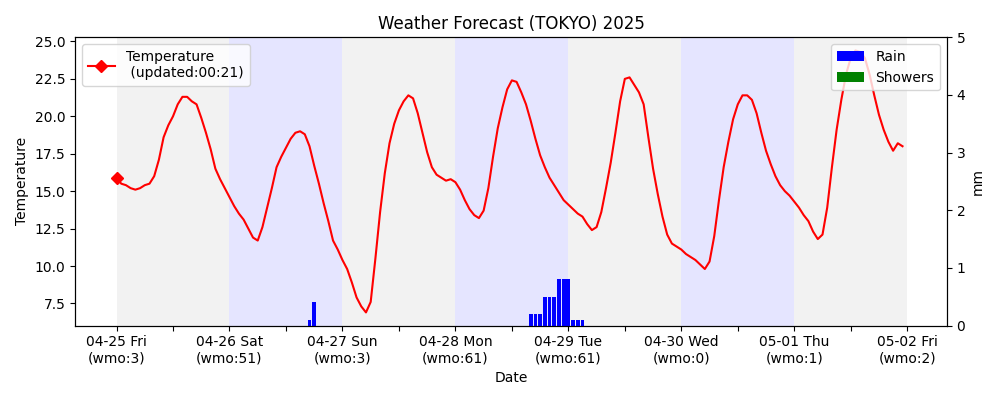 Weather Forecast (TOKYO) 2025
25.0
22.5
20.0
17.5
15.0
12.5
10.0
7.5
Temperature
Temperature
(updated:00:21)
Rain
Showers
5
4
3
2
1
0
mm
04-25 Fri
(wmo:3)
04-26 Sat
(wmo:51)
04-27 Sun
(wmo:3)
04-28 Mon
(wmo:61)
04-29 Tue
(wmo:61)
04-30 Wed
(wmo:0)
05-01 Thu
(wmo:1)
05-02 Fri
(wmo:2)
Date